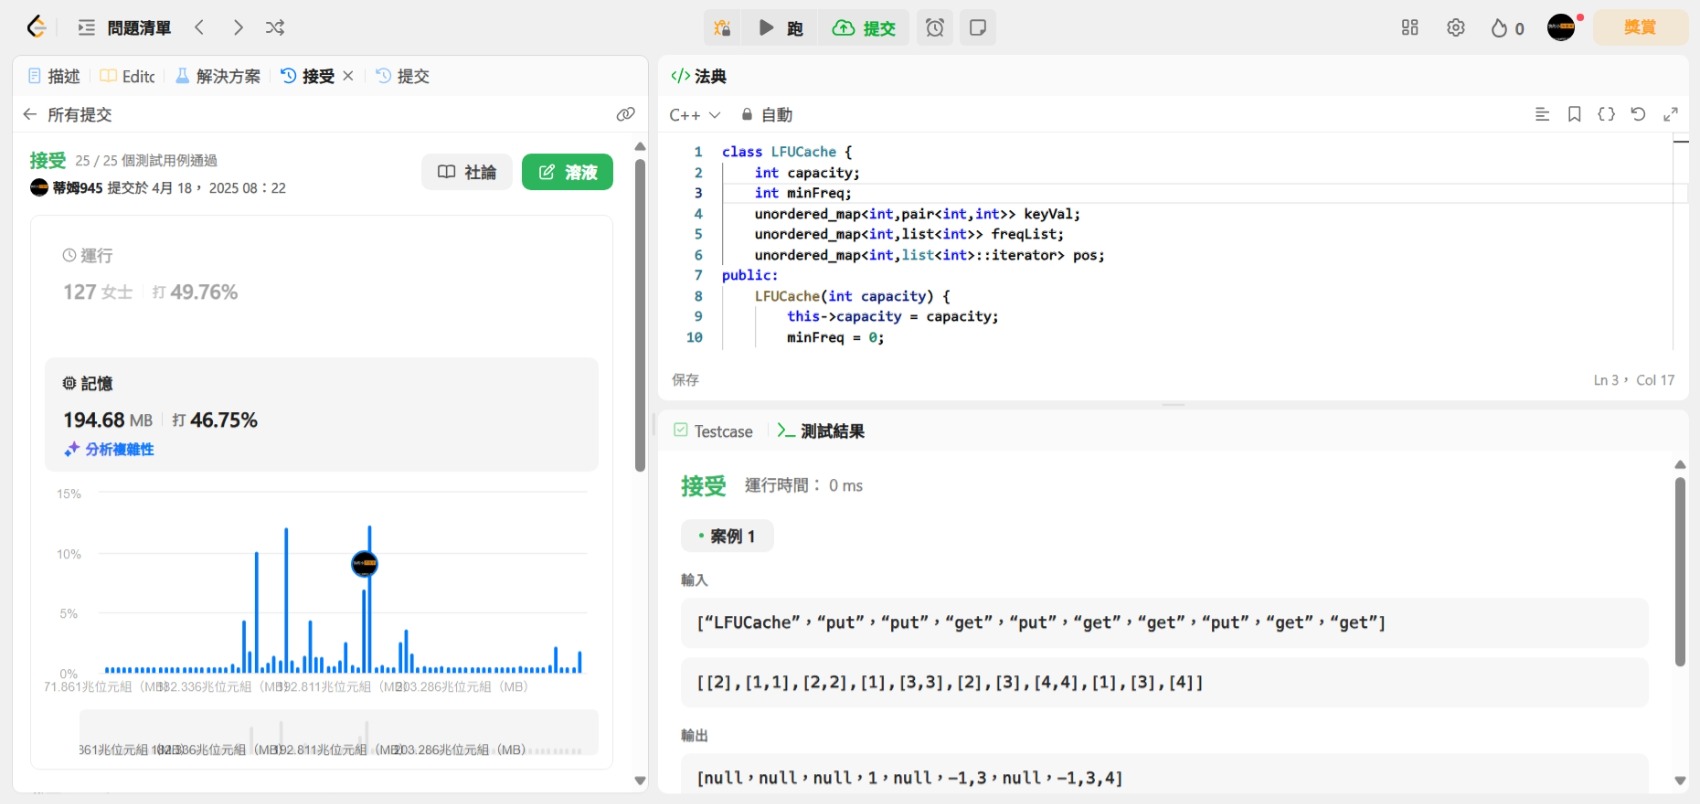 問題清單
跑
提交
0
獎賞
描述
Editc
解決方案
接受
提交
所有提交
接受 25 / 25 個測試用例通過
蒂姆945 提交於 4月 18， 2025 08：22
社論
溶液
運行
127 女士 打 49.76%
記憶
194.68 MB 打 46.75%
分析複雜性
15%
10%
5%
0%
71.861兆位元組（MB）
182.336兆位元組（MB）
192.811兆位元組（MB）
203.286兆位元組（MB）
361兆位元組（MB）
182.336兆位元組（MB）
192.811兆位元組（MB）
203.286兆位元組（MB）
法典
C++
自動
1 class LFUCache {
2 int capacity;
3 int minFreq;
4 unordered_map<int,pair<int,int>> keyVal;
5 unordered_map<int,list<int>> freqList;
6 unordered_map<int,list<int>::iterator> pos;
7 public:
8 LFUCache(int capacity) {
9 this->capacity = capacity;
10 minFreq = 0;
保存
Ln 3， Col 17
Testcase
測試結果
接受 運行時間： 0 ms
案例 1
輸入
[“LFUCache”，“put”，“put”，“get”，“put”，“get”，“get”，“put”，“get”，“get”]
[[2],[1,1],[2,2],[1],[3,3],[2],[3],[4,4],[1],[3],[4]]
輸出
[null，null，null，1，null，−1,3，null，−1,3,4]